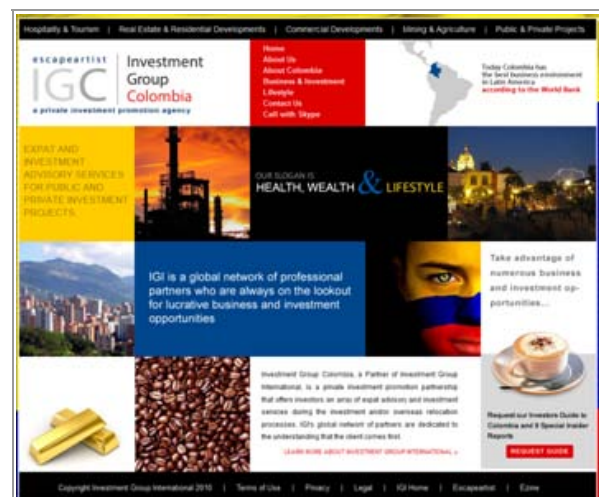 Hospitality & Tourism | Real Estate & Residential Developments | Commercial Developments | Mining & Agriculture | Public & Private Projects
escapeartist
IGC
Investment
Group
Colombia
a private investment promotion agency
Home
About Us
About Colombia
Business & Investment
Lifestyle
Contact Us
Call with Skype
Today Colombia has
the best business environment
in Latin America
according to the World Bank
EXPAT AND
INVESTMENT
ADVISORY SERVICES
FOR PUBLIC AND
PRIVATE INVESTMENT
PROJECTS.
OUR SLOGAN IS
HEALTH, WEALTH & LIFESTYLE
IGI is a global network of professional
partners who are always on the lookout
for lucrative business and investment
opportunities
Take advantage of
numerous business
and investment op-
portunities...
Investment Group Colombia, a Partner of Investment Group
International, is a private investment promotion partnership
that offers investors an array of expat advisory and investment
services during the investment and/or overseas relocation
processes. IGI's global network of partners are dedicated to
the understanding that the client comes first.
LEARN MORE ABOUT INVESTMENT GROUP INTERNATIONAL »
Request our Investors Guide to
Colombia and 9 Special Insider
Reports
REQUEST GUIDE
Copyright Investment Group International 2010 | Terms of Use | Privacy | Legal | IGI Home | Escapeartist | Ezine